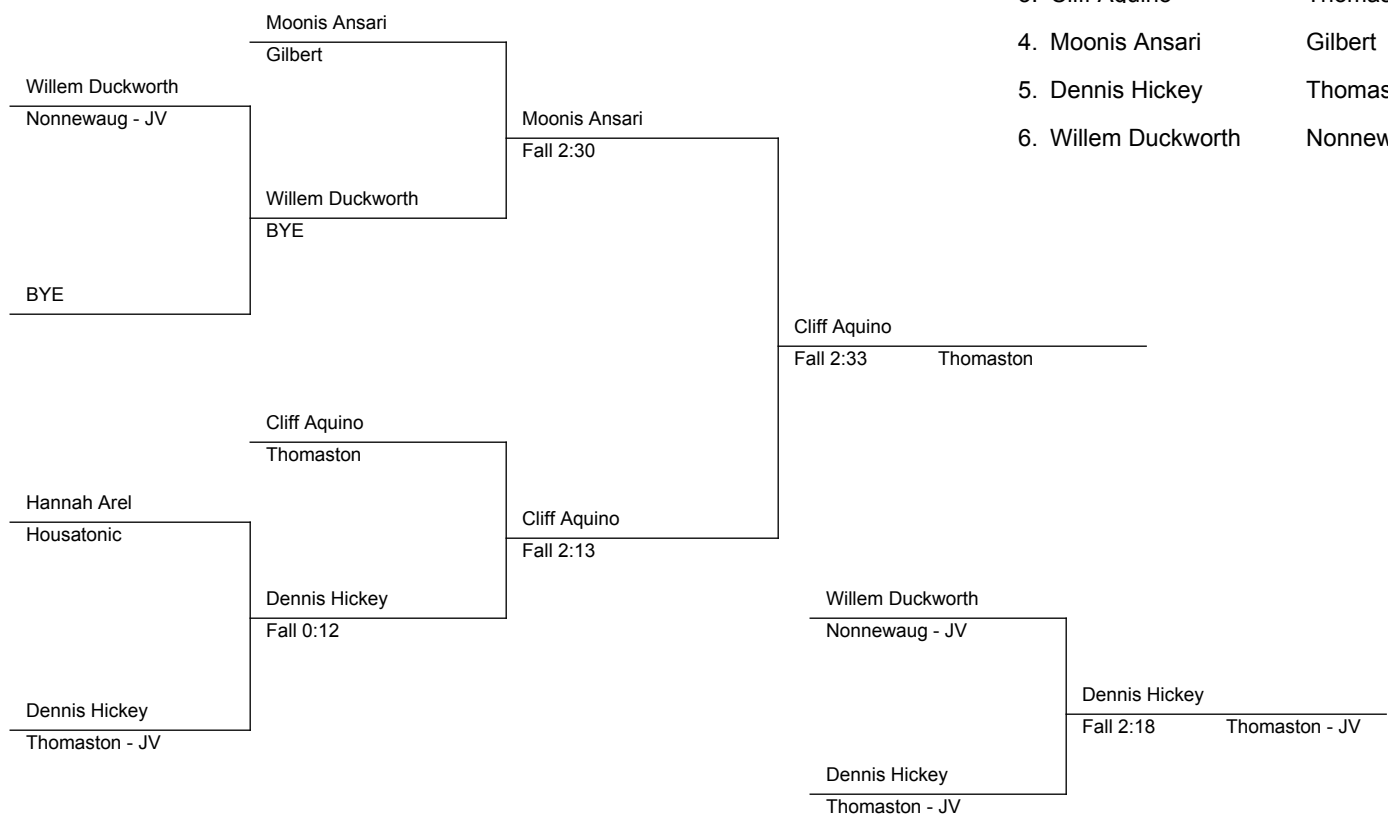 Moonis Ansari
Gilbert
Willem Duckworth
Nonnewaug - JV
Moonis Ansari
Fall 2:30
Willem Duckworth
BYE
BYE
Cliff Aquino
Fall 2:33 Thomaston
Cliff Aquino
Thomaston
Hannah Arel
Housatonic
Cliff Aquino
Fall 2:13
Dennis Hickey
Fall 0:12
Dennis Hickey
Thomaston - JV
Willem Duckworth
Nonnewaug - JV
Dennis Hickey
Fall 2:18 Thomaston - JV
Dennis Hickey
Thomaston - JV
4. Moonis Ansari Gilbert
5. Dennis Hickey
6. Willem Duckworth